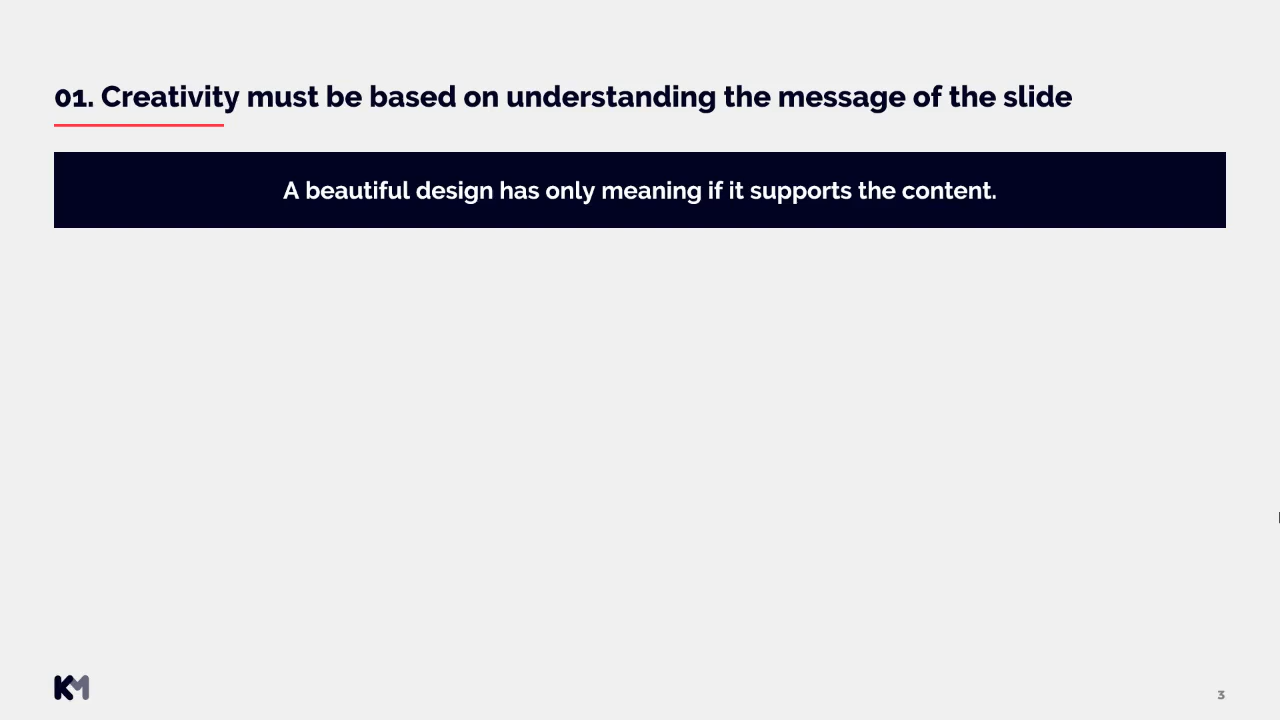 01. Creativity must be based on understanding the message of the slide
A beautiful design has only meaning if it supports the content.
KM
3